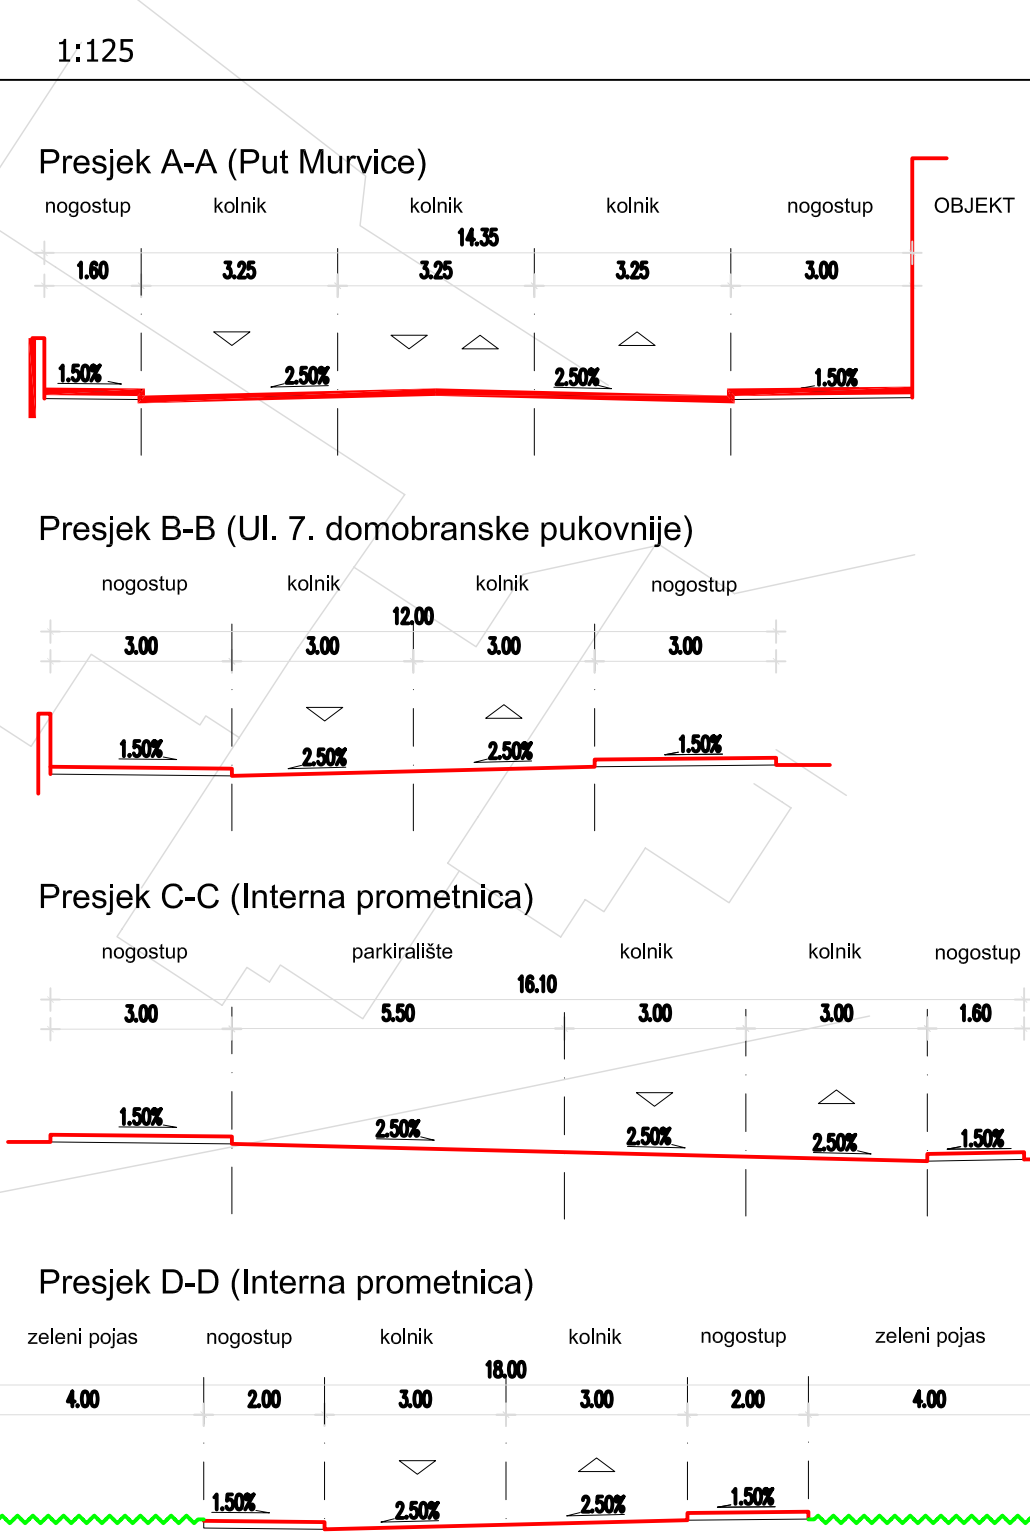 1:125
Presjek A-A (Put Murvice)
nogostup kolnik kolnik kolnik nogostup OBJEKT
14.35
1.60 3.25 3.25 3.25 3.00
1.50% 2.50% 2.50% 1.50%
Presjek B-B (Ul. 7. domobranske pukovnije)
nogostup kolnik kolnik nogostup
12.00
3.00 3.00 3.00 3.00
1.50% 2.50% 2.50% 1.50%
Presjek C-C (Interna prometnica)
nogostup parkiralište kolnik kolnik nogostup
16.10
3.00 5.50 3.00 3.00 1.60
1.50% 2.50% 2.50% 2.50% 1.50%
Presjek D-D (Interna prometnica)
zeleni pojas nogostup kolnik kolnik nogostup zeleni pojas
18.00
4.00 2.00 3.00 3.00 2.00 4.00
1.50% 2.50% 2.50% 1.50%